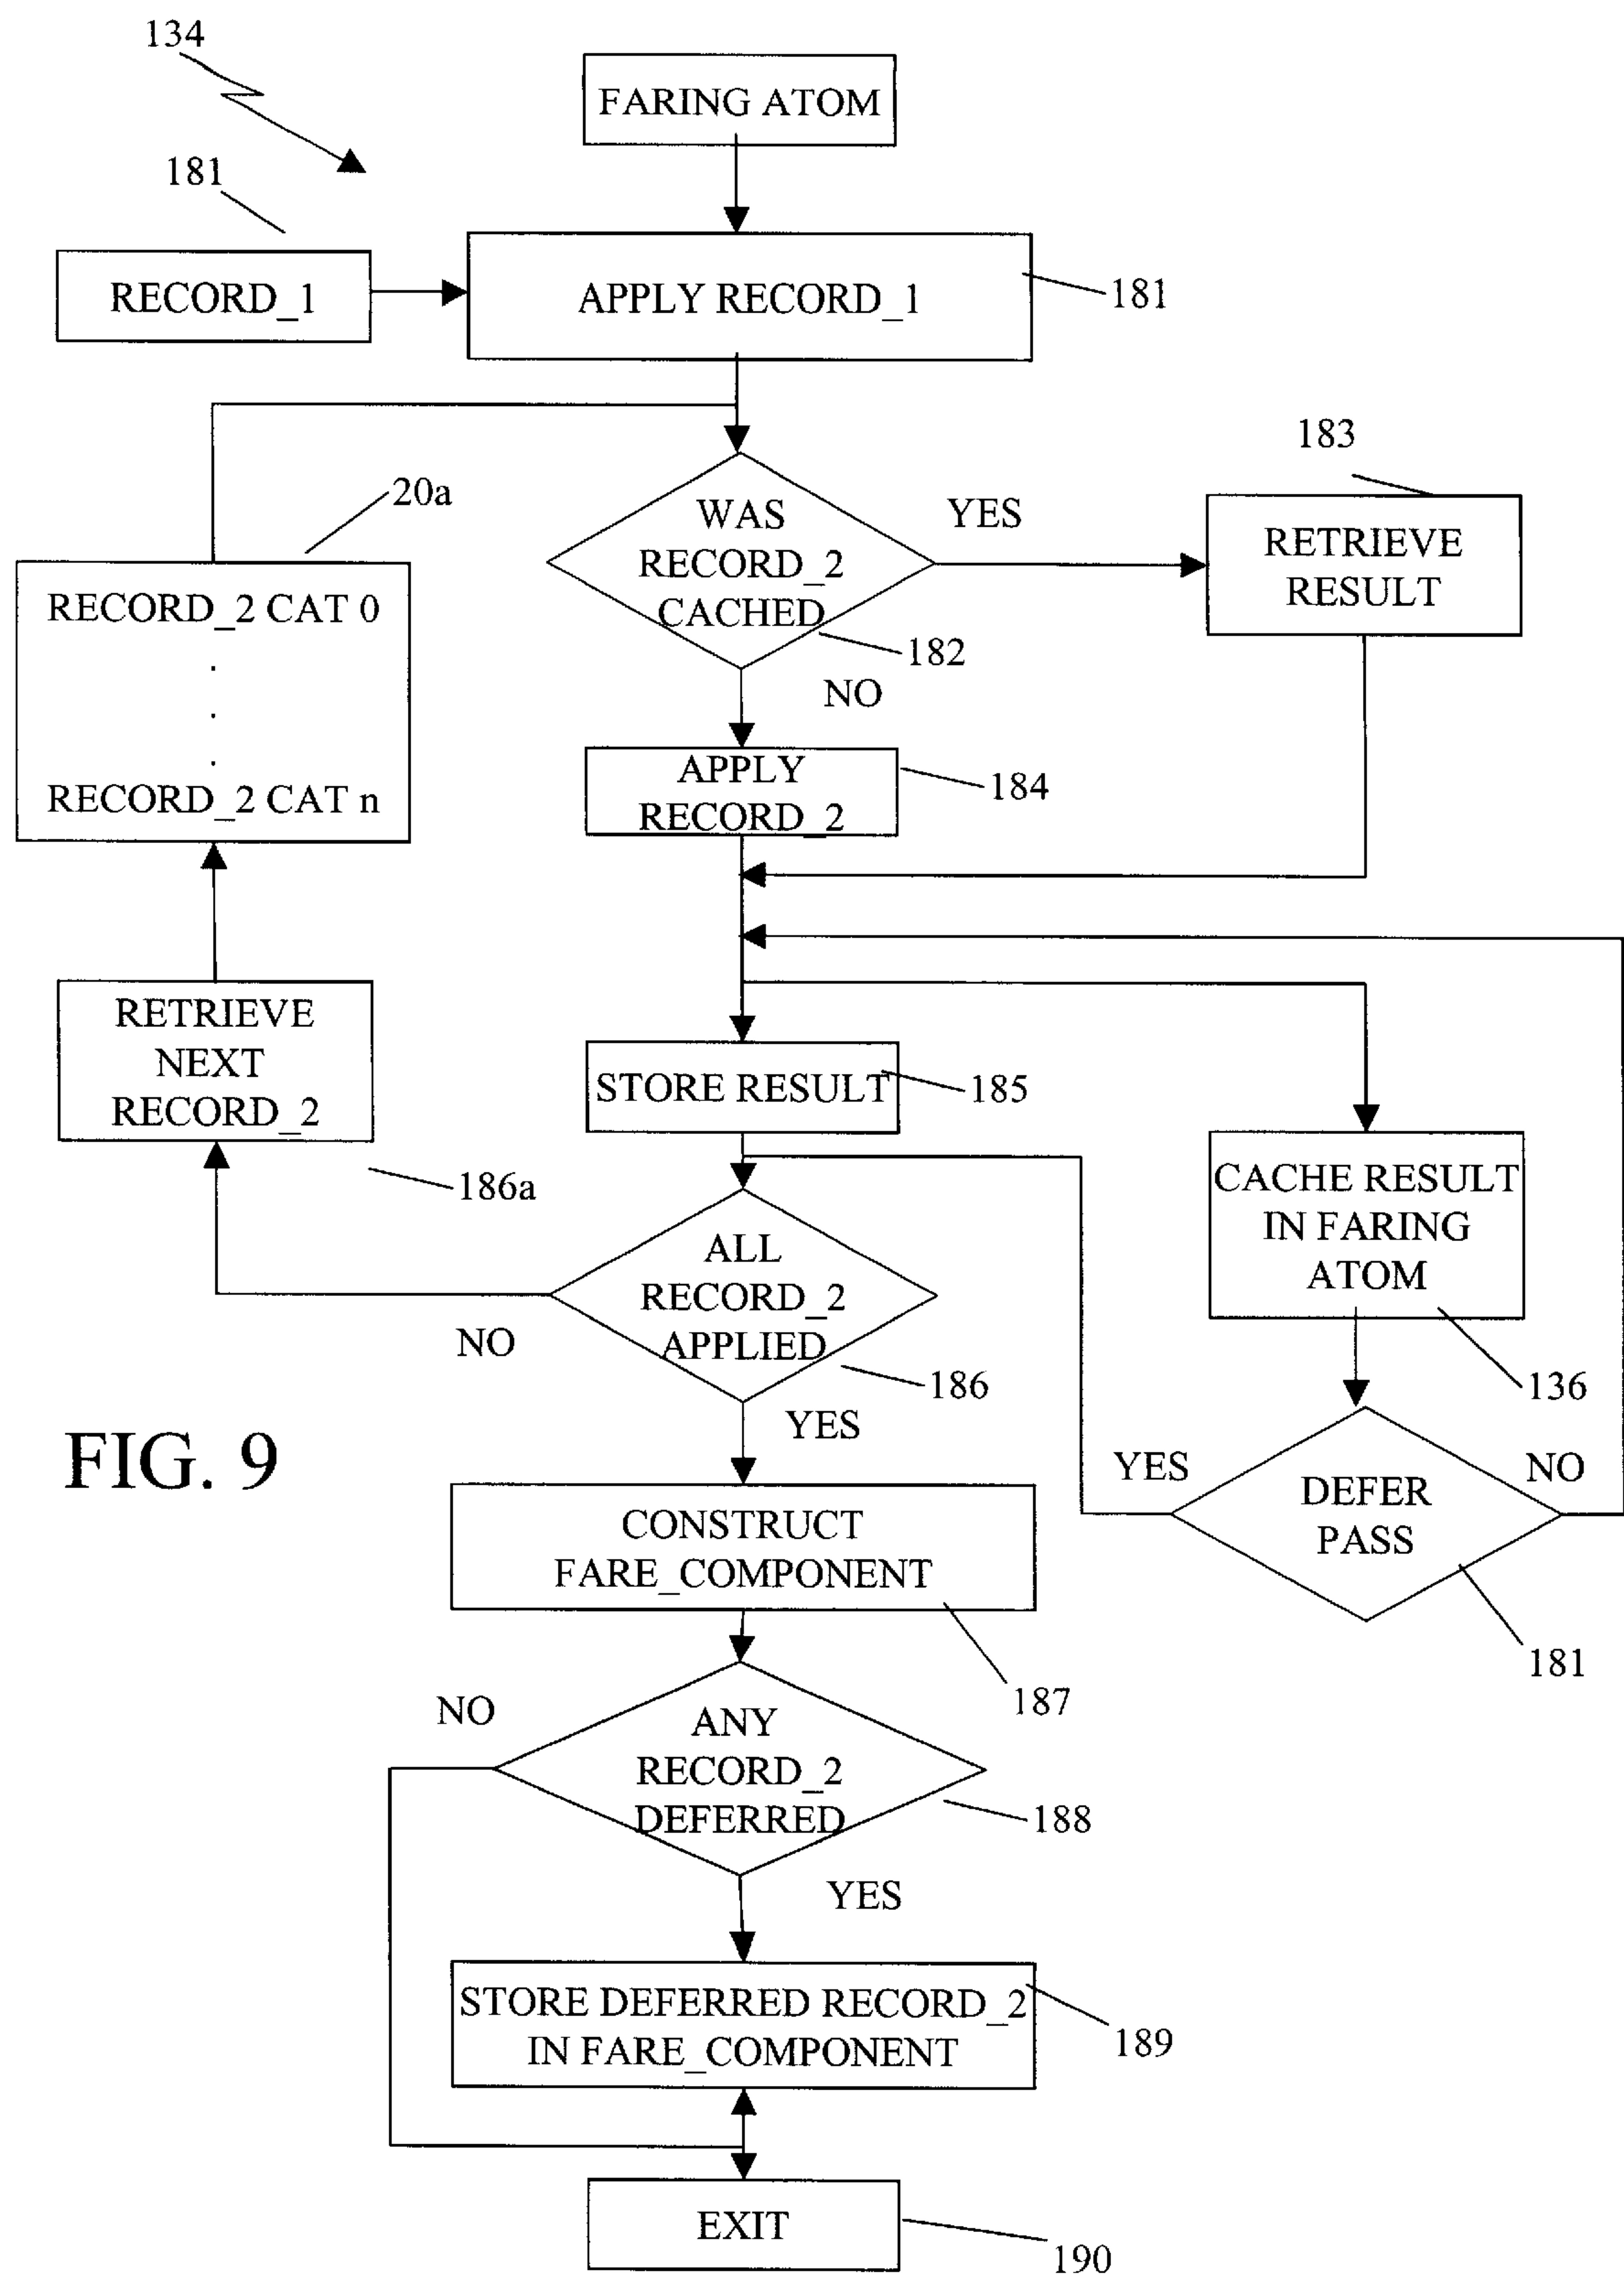 134
FARING ATOM
181
RECORD_1
APPLY RECORD_1
181
183
20a
WAS
RECORD_2
CACHED
YES
RETRIEVE
RESULT
RECORD_2 CAT 0
.
.
.
RECORD_2 CAT n
182
NO
APPLY
RECORD_2
184
RETRIEVE
NEXT
RECORD_2
STORE RESULT
185
186a
CACHE RESULT
IN FARING
ATOM
ALL
RECORD_2
APPLIED
NO
186
136
YES
FIG. 9
YES
NO
DEFER
PASS
CONSTRUCT
FARE_COMPONENT
181
187
NO
ANY
RECORD_2
DEFERRED
188
YES
STORE DEFERRED RECORD_2
IN FARE_COMPONENT
189
EXIT
190